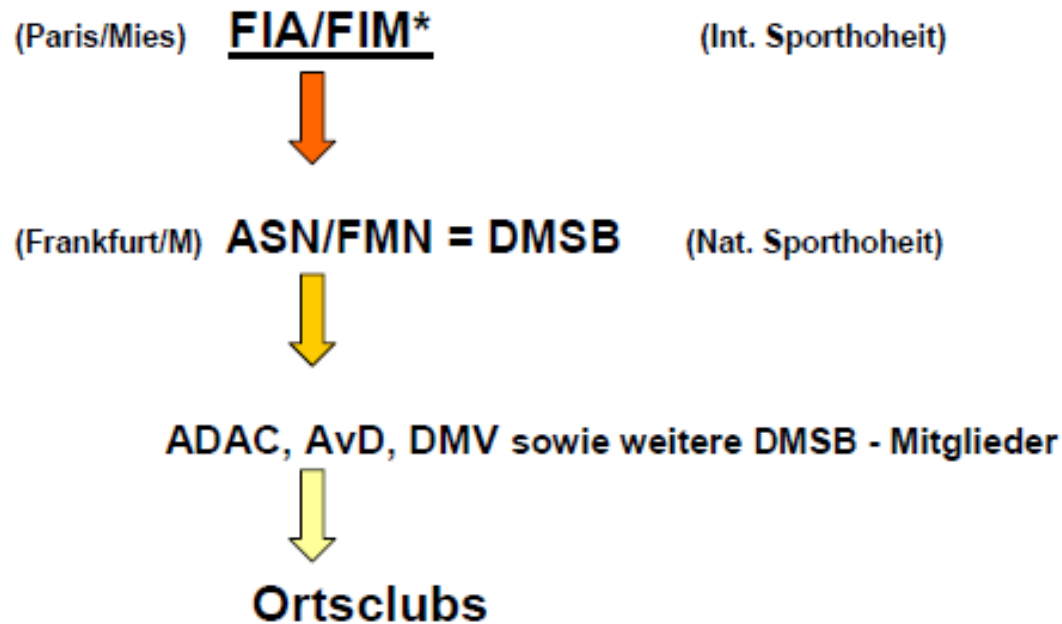 (Paris/Mies) FIA/FIM* (Int. Sporthoheit)
(Frankfurt/M) ASN/FMN = DMSB (Nat. Sporthoheit)
ADAC, AvD, DMV sowie weitere DMSB - Mitglieder
Ortsclubs